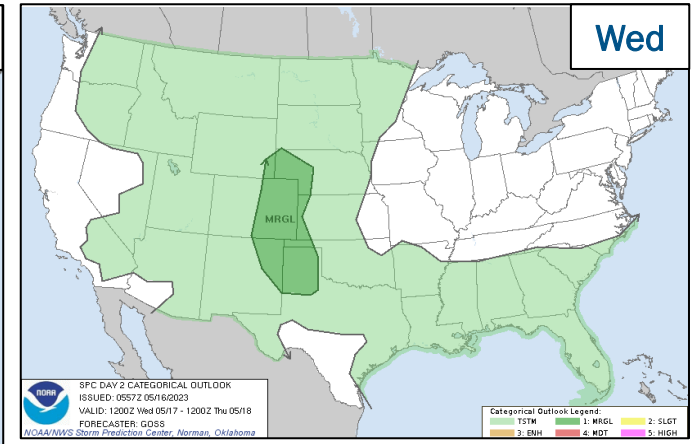 Wed
MRGL
SPC DAY 2 CATEGORICAL OUTLOOK
ISSUED: 0557Z 05/16/2023
VALID: 1200Z Wed 05/17 - 1200Z Thu 05/18
FORECASTER: GOSS
NOAA/NWS Storm Prediction Center, Norman, Oklahoma
NOAA
Categorical Outlook Legend:
TSTM 1: MRGL 2: SLGT
3: ENH 4: MDT 5: HIGH